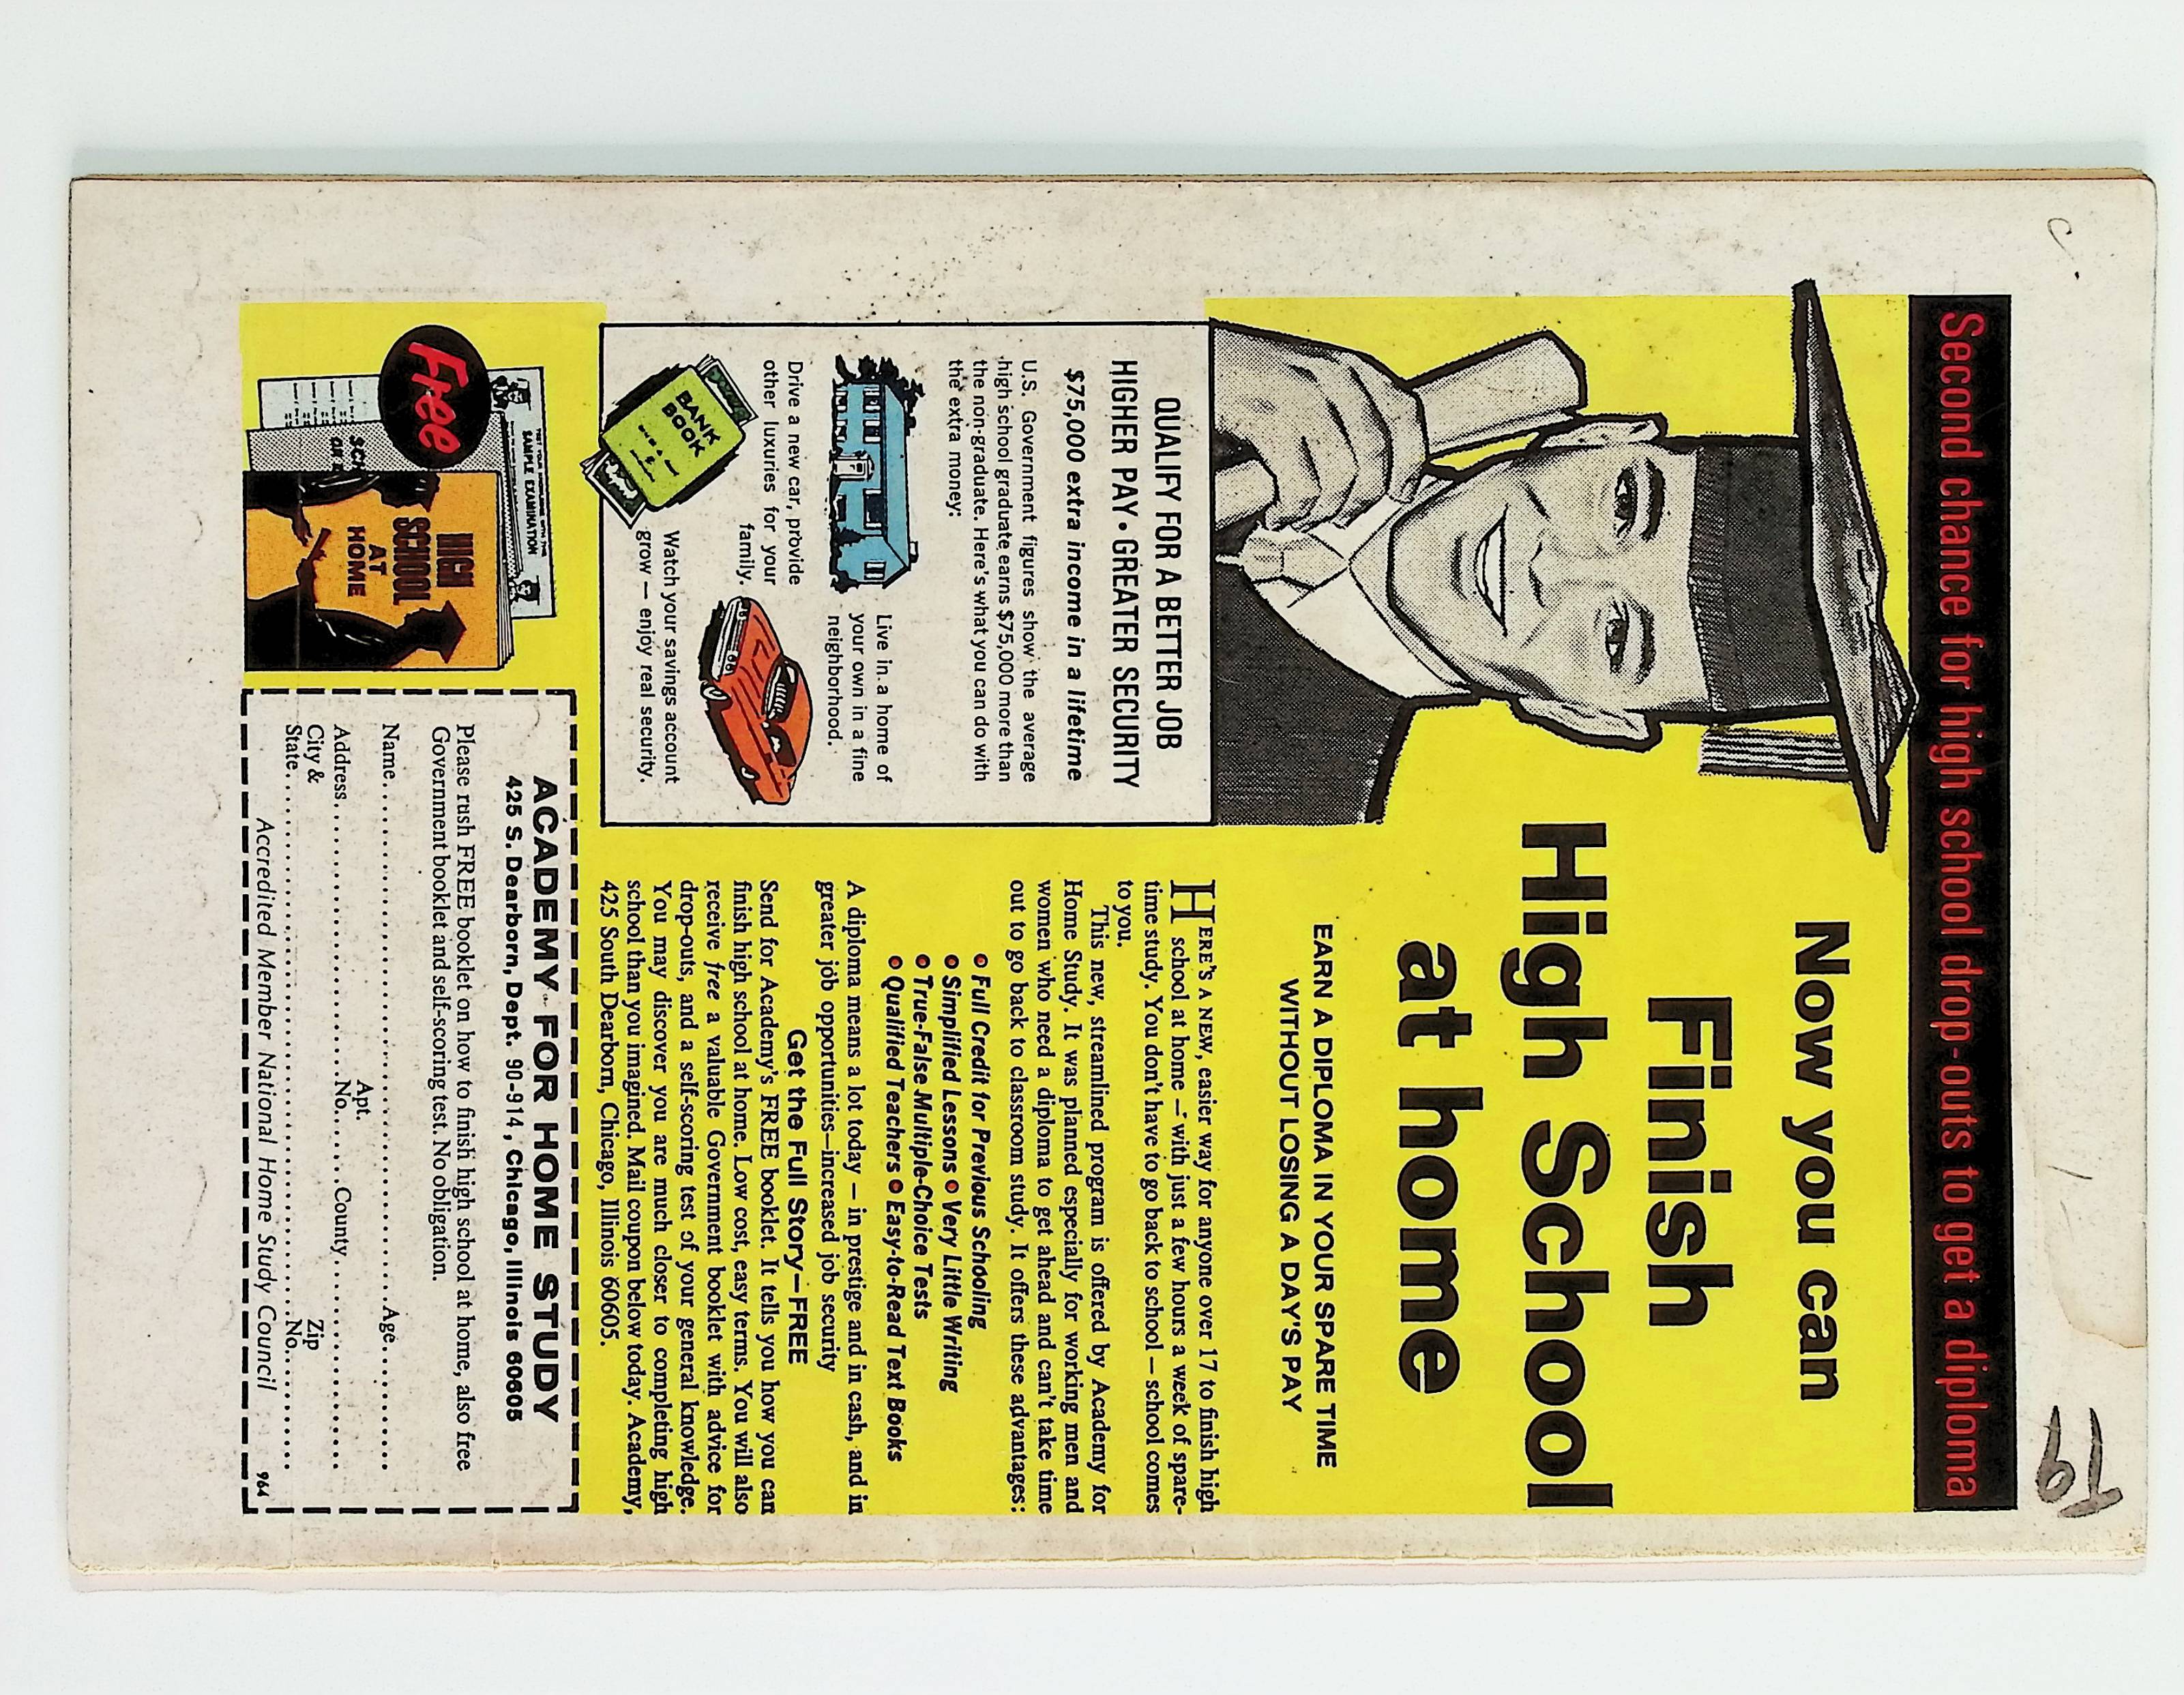 T9
Second chance for high school drop-outs to get a diploma
Now you can
Finish
High School
at home
EARN A DIPLOMA IN YOUR SPARE TIME
WITHOUT LOSING A DAY'S PAY
QUALIFY FOR A BETTER JOB
HIGHER PAY • GREATER SECURITY
$75,000 extra income in a lifetime
U.S. Government figures show the average
high school graduate earns $75,000 more than
the non-graduate. Here's what you can do with
the extra money:
Live in a home of
your own in a fine
neighborhood.
Drive a new car, provide
other luxuries for your
family.
BANK
BOOK
Watch your savings account
grow — enjoy real security.
HERE'S A NEW, easier way for anyone over 17 to finish high
school at home — with just a few hours a week of spare-
time study. You don't have to go back to school — school comes
to you.
This new, streamlined program is offered by Academy for
Home Study. It was planned especially for working men and
women who need a diploma to get ahead and can't take time
out to go back to classroom study. It offers these advantages:
• Full Credit for Previous Schooling
• Simplified Lessons • Very Little Writing
• True-False Multiple-Choice Tests
• Qualified Teachers • Easy-to-Read Text Books
A diploma means a lot today — in prestige and in cash, and in
greater job opportunities—increased job security
Get the Full Story—FREE
Send for Academy's FREE booklet. It tells you how you can
finish high school at home. Low cost, easy terms. You will also
receive free a valuable Government booklet with advice for
drop-outs, and a self-scoring test of your general knowledge.
You may discover you are much closer to completing high
school than you imagined. Mail coupon below today. Academy,
425 South Dearborn, Chicago, Illinois 60605.
Free
SAMPLE EXAMINATION
HIGH
SCHOOL
AT
HOME
ACADEMY FOR HOME STUDY
425 S. Dearborn, Dept. 90-914, Chicago, Illinois 60605
Please rush FREE booklet on how to finish high school at home, also free
Government booklet and self-scoring test. No obligation.
Name....................Age..........
Apt.
Address....................No.......County..........
City & Zip
State....................No..........
Accredited Member National Home Study Council 964